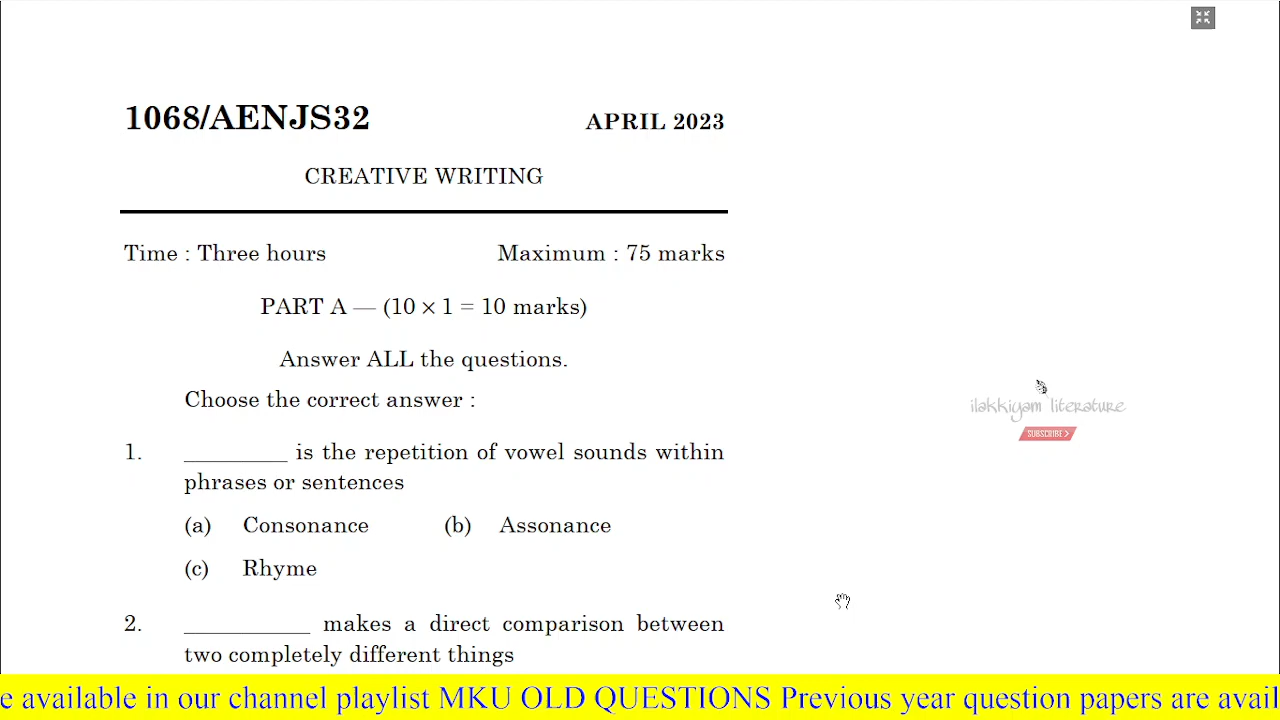 1068/AENJS32 APRIL 2023
CREATIVE WRITING
Time : Three hours Maximum : 75 marks
PART A — (10 × 1 = 10 marks)
Answer ALL the questions.
Choose the correct answer :
1. _________ is the repetition of vowel sounds within
phrases or sentences
(a) Consonance (b) Assonance
(c) Rhyme
2. ___________ makes a direct comparison between
two completely different things
ilakkiyam literature
SUBSCRIBE >
e available in our channel playlist MKU OLD QUESTIONS Previous year question papers are avail